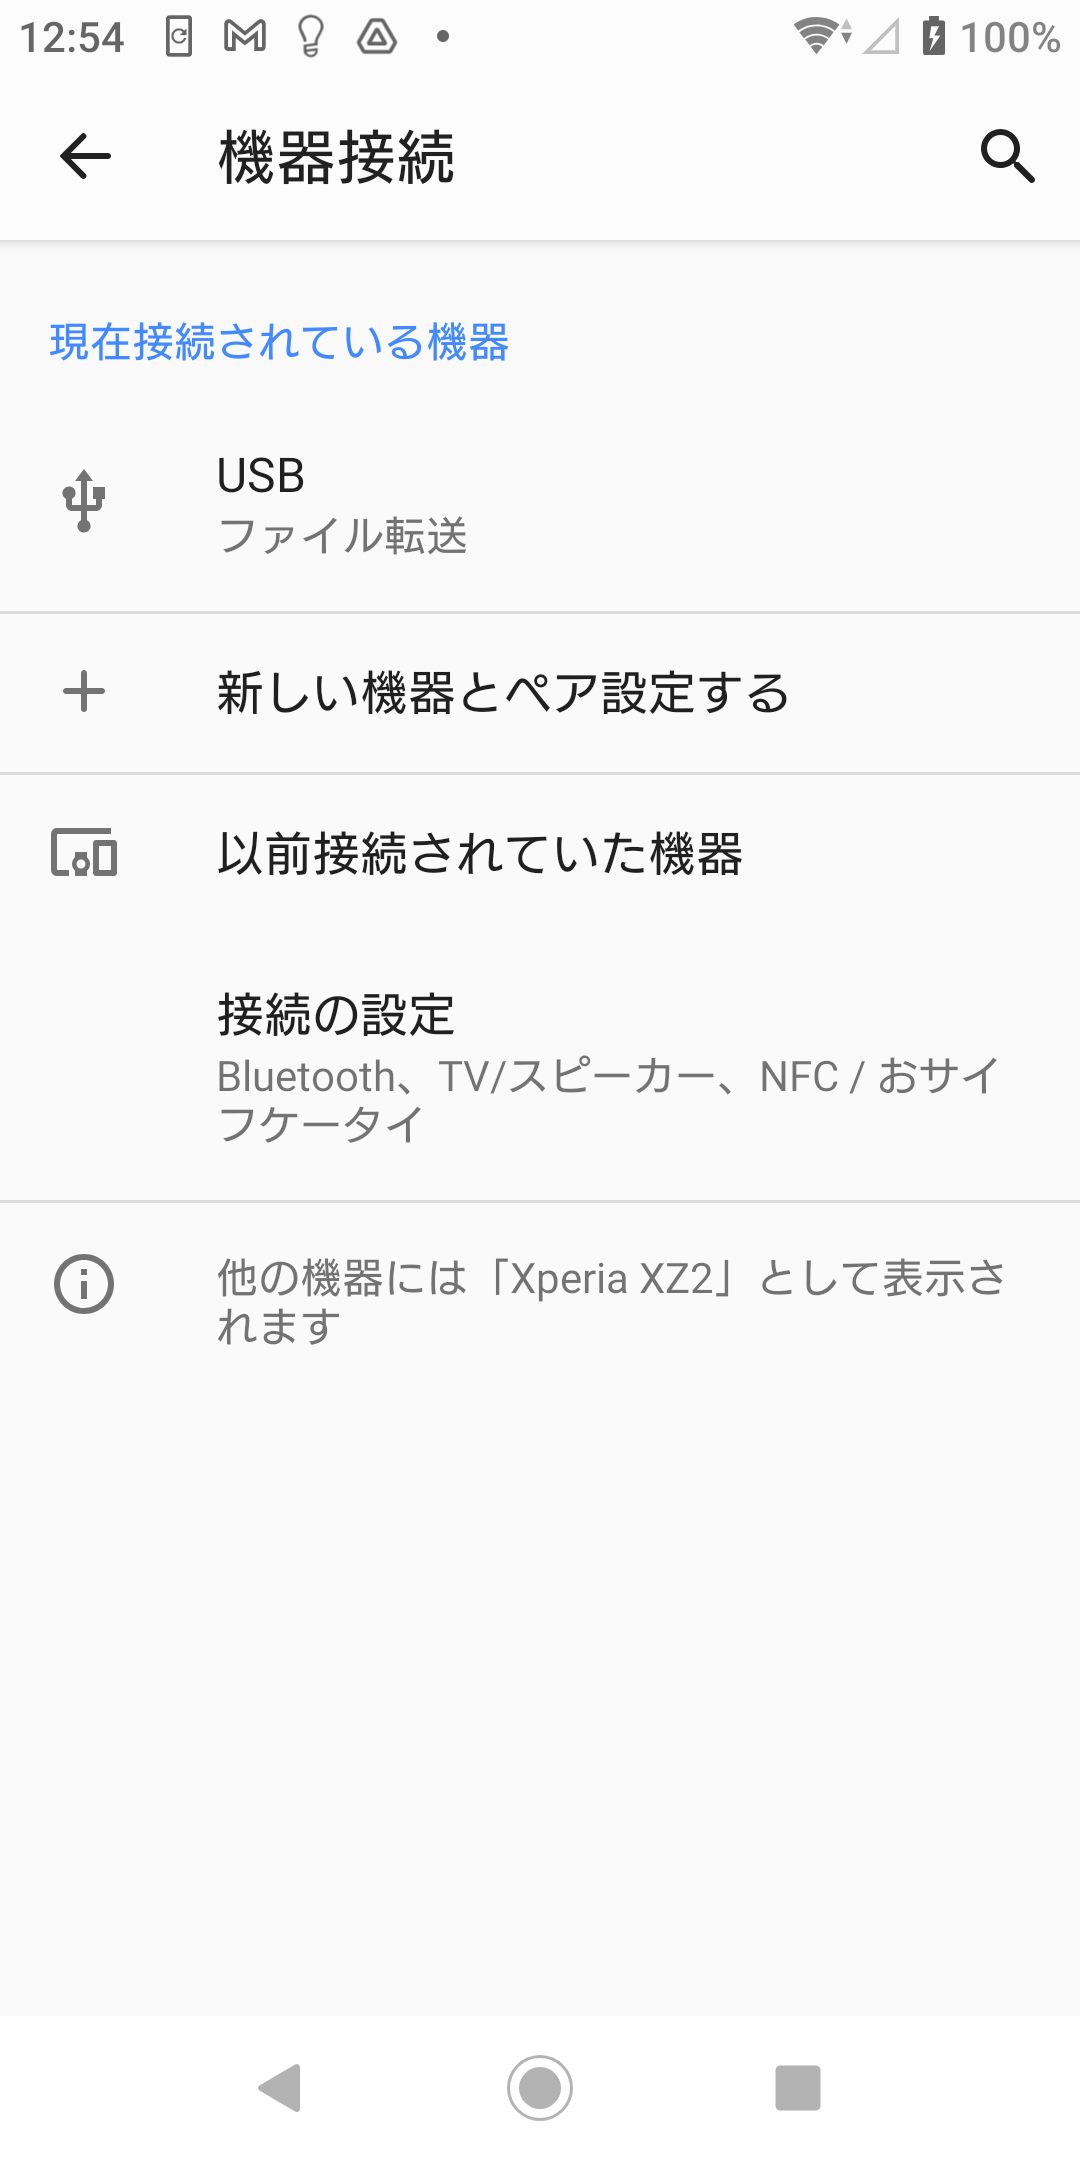 12:54
100%
機器接続
現在接続されている機器
USB
ファイル転送
新しい機器とペア設定する
以前接続されていた機器
接続の設定
Bluetooth、TV/スピーカー、NFC / おサイ
フケータイ
他の機器には「Xperia XZ2」として表示さ
れます